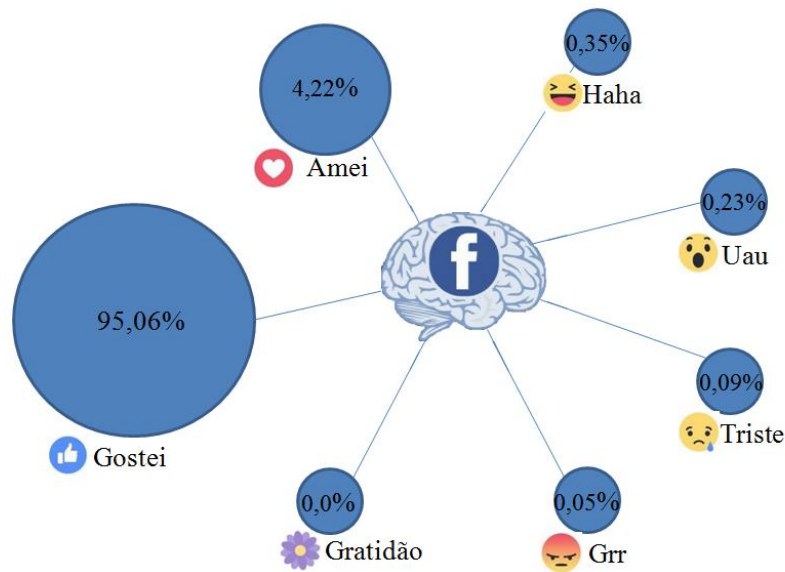 4,22%
Amei
0,35%
Haha
0,23%
Uau
95,06%
Gostei
f
0,09%
Triste
0,0%
Gratidão
0,05%
Grr